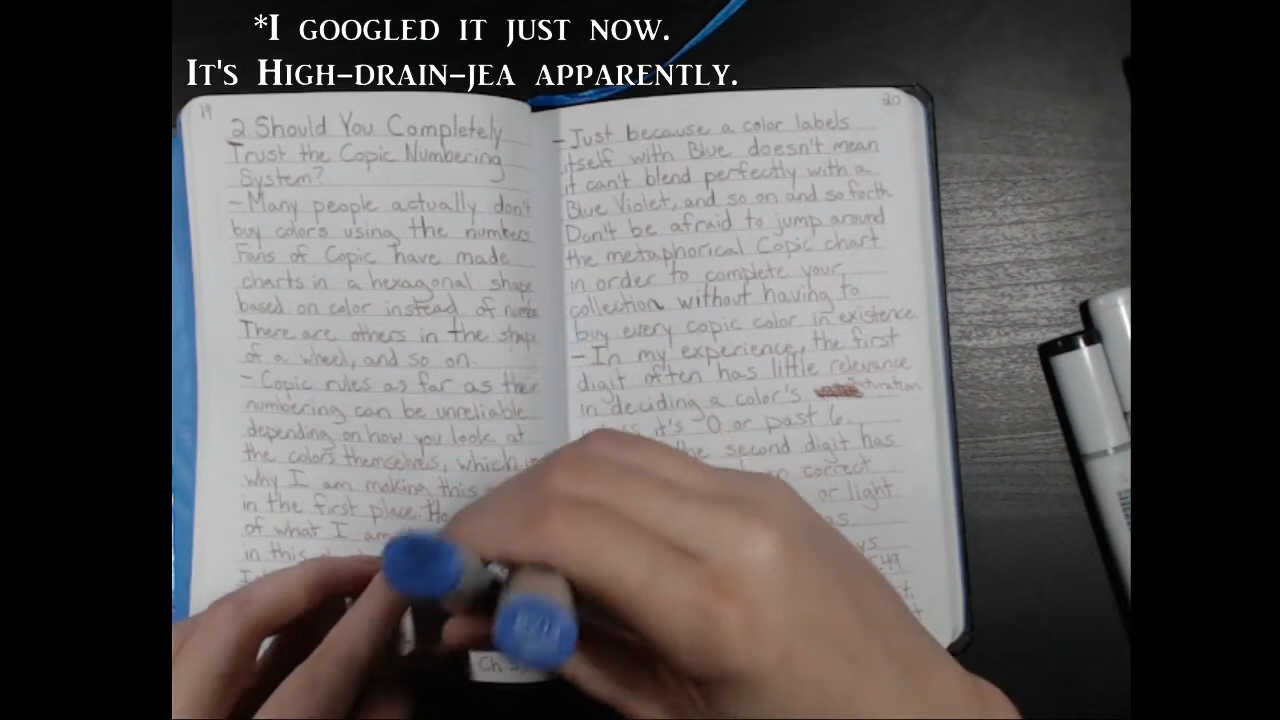 *I GOOGLED IT JUST NOW.
IT'S HIGH-DRAIN-JEA APPARENTLY.
19
2 Should You Completely
Trust the Copic Numbering
System?
- Many people actually don't
buy colors using the numbers.
Fans of Copic have made
charts in a hexagonal shape
based on color instead of
There are others in the shape
of a wheel, and so on.
- Copic rules as far as their
numbering can be unreliable
depending on how you look at
the colors themselves, which
why I am making this
in the first place.
of what I am
in this
I
20
- Just because a color labels
itself with Blue doesn't mean
it can't blend perfectly with a
Blue Violet, and so on and so forth
Don't be afraid to jump around
the metaphorical Copic chart
in order to complete your
collection without having to
buy every copic color in existence.
- In my experience, the first
digit often has little relevance
in deciding a color's
it's 0 or past 6.
the second digit has
correct
or light
Ch